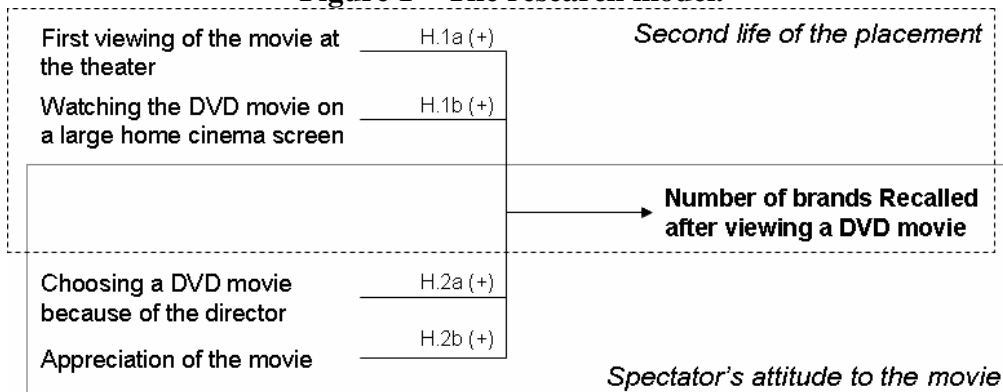 Figure 1 – The research model.
First viewing of the movie at
the theater
H.1a (+)
Second life of the placement
Watching the DVD movie on
a large home cinema screen
H.1b (+)
Number of brands Recalled
after viewing a DVD movie
Choosing a DVD movie
because of the director
H.2a (+)
Appreciation of the movie
H.2b (+)
Spectator's attitude to the movie